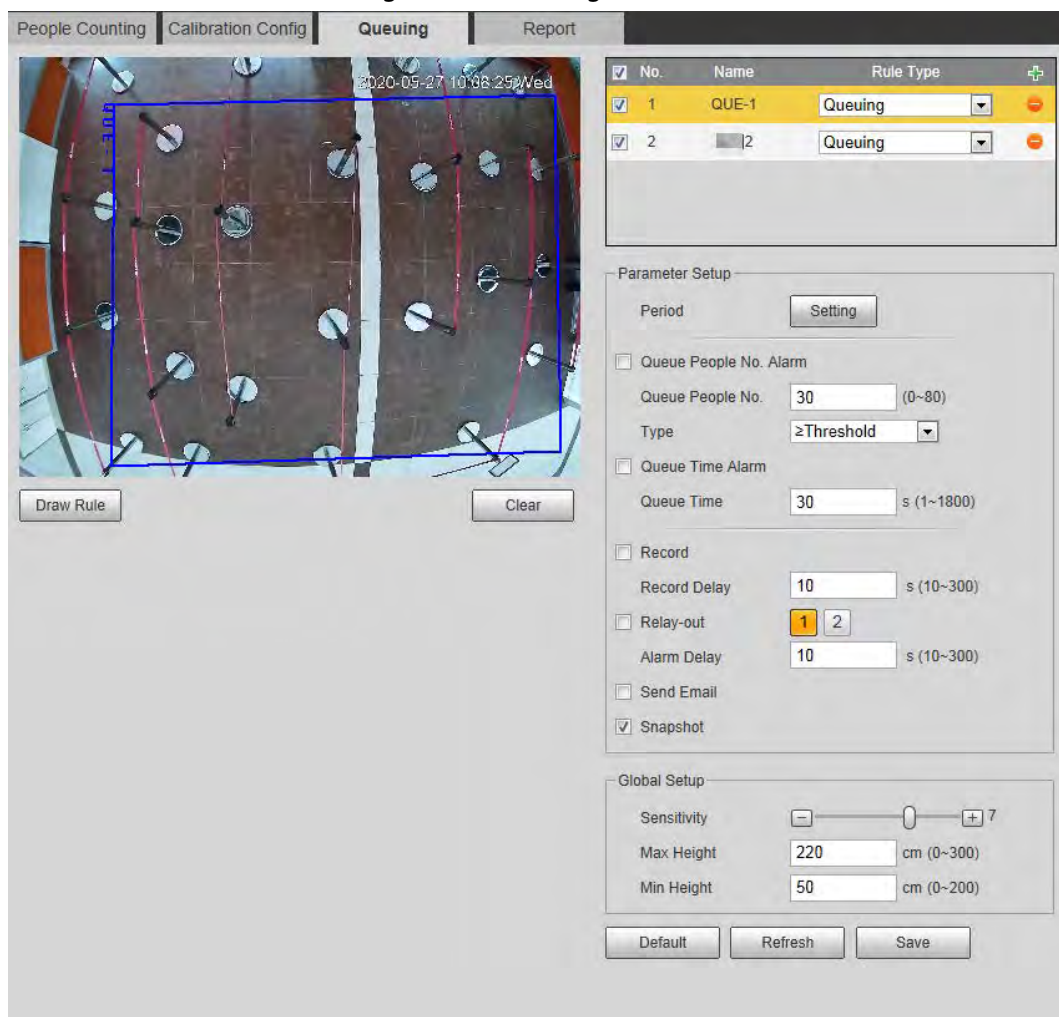 People Counting Calibration Config Queuing Report
2020-05-27 10:08:25 Wed
QUE-1
No. Name Rule Type
1 QUE-1 Queuing
2 2 Queuing
Draw Rule Clear
Parameter Setup
Period Setting
Queue People No. Alarm
Queue People No. 30 (0~80)
Type ≥Threshold
Queue Time Alarm
Queue Time 30 s (1~1800)
Record
Record Delay 10 s (10~300)
Relay-out 1 2
Alarm Delay 10 s (10~300)
Send Email
Snapshot
Global Setup
Sensitivity 7
Max Height 220 cm (0~300)
Min Height 50 cm (0~200)
Default Refresh Save